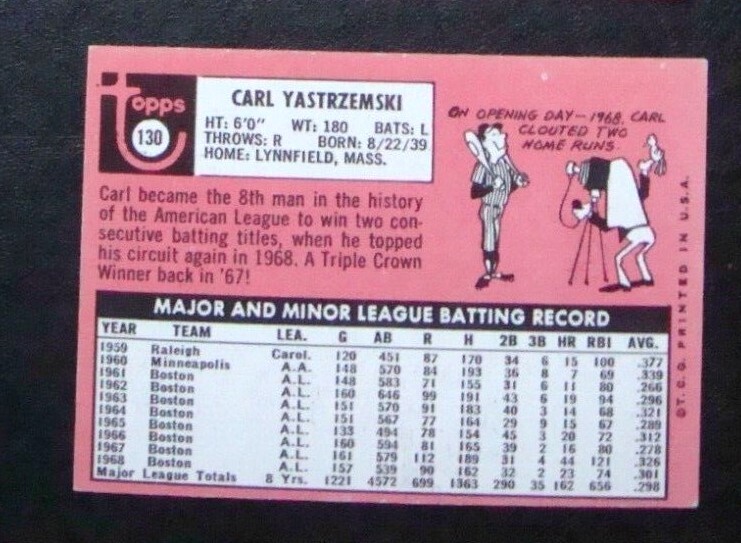 topps
130
CARL YASTRZEMSKI
HT: 6'0" WT: 180 BATS: L
THROWS: R BORN: 8/22/39
HOME: LYNNFIELD, MASS.
ON OPENING DAY—1968, CARL
CLOUTED TWO
HOME RUNS.
Carl became the 8th man in the history
of the American League to win two con-
secutive batting titles, when he topped
his circuit again in 1968. A Triple Crown
Winner back in '67!
MAJOR AND MINOR LEAGUE BATTING RECORD
YEAR TEAM LEA. G AB R H 2B 3B HR RBI AVG.
1959 Raleigh Carol. 120 451 87 170 34 6 15 100 .377
1960 Minneapolis A.A. 148 570 84 193 36 8 7 69 .339
1961 Boston A.L. 148 583 71 155 31 6 11 80 .266
1962 Boston A.L. 160 646 99 191 43 6 19 94 .296
1963 Boston A.L. 151 570 91 183 40 3 14 68 .321
1964 Boston A.L. 151 567 77 164 29 9 15 67 .289
1965 Boston A.L. 133 494 78 154 45 3 20 72 .312
1966 Boston A.L. 160 594 81 165 39 2 16 80 .278
1967 Boston A.L. 161 579 112 189 31 4 44 121 .326
1968 Boston A.L. 157 539 90 162 32 2 23 74 .301
Major League Totals 8 Yrs. 1221 4572 699 1363 290 35 162 656 .298
©T.C.G. PRINTED IN U.S.A.